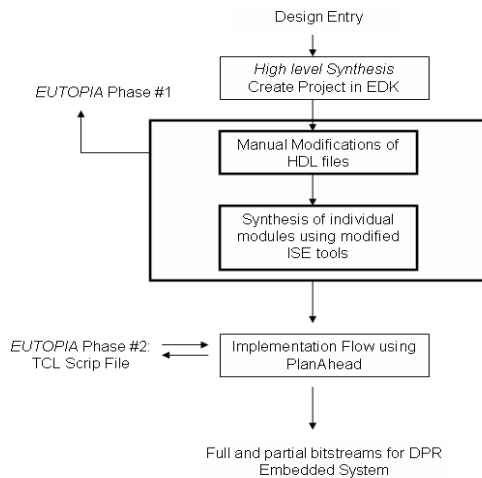 Design Entry
High level Synthesis
Create Project in EDK
EUTOPIA Phase #1
Manual Modifications of
HDL files
Synthesis of individual
modules using modified
ISE tools
EUTOPIA Phase #2:
TCL Scrip File
Implementation Flow using
PlanAhead
Full and partial bitstreams for DPR
Embedded System